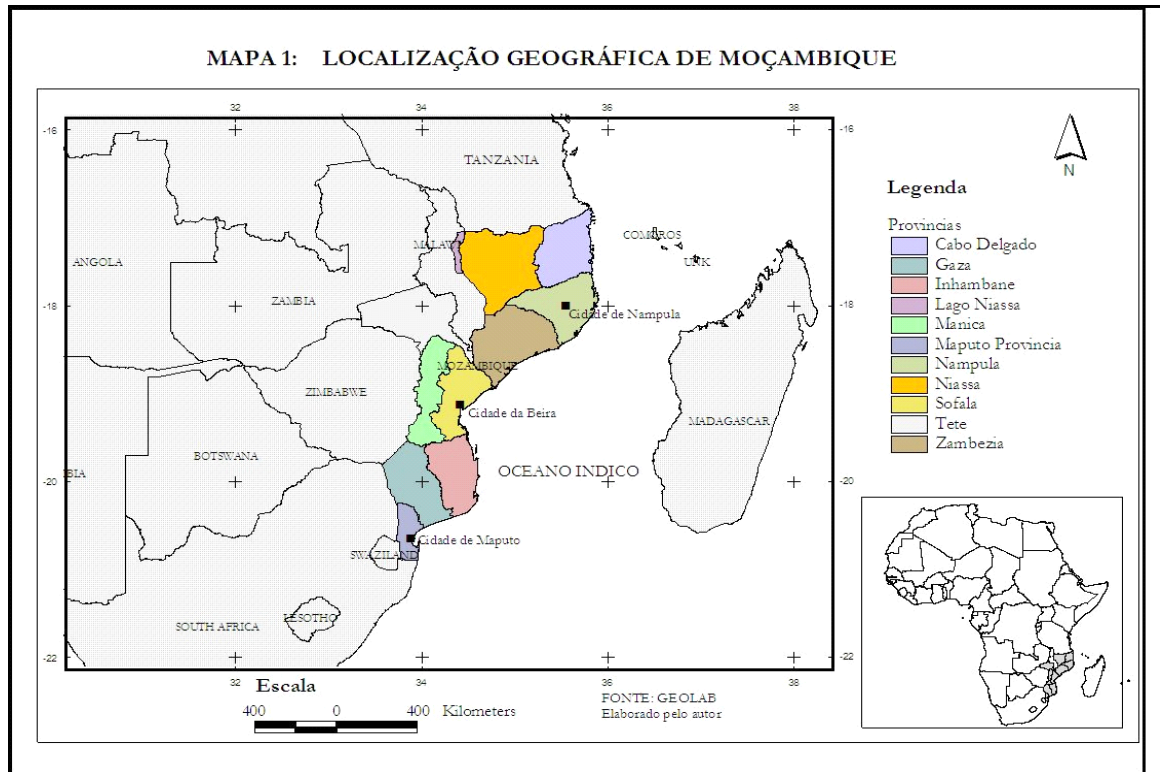 MAPA 1: LOCALIZAÇÃO GEOGRÁFICA DE MOÇAMBIQUE
32 34 36 38
-16 -16
TANZANIA
COMOROS
MALAWI
UNK
ANGOLA
ZAMBIA
-18 -18
Cidade de Nampula
MOZAMBIQUE
ZIMBABWE
Cidade da Beira
MADAGASCAR
BOTSWANA
BIA
OCEANO INDICO
-20 -20
Cidade de Maputo
SWAZILAND
LESOTHO
SOUTH AFRICA
-22 -22
32 34 36 38
N
Legenda
Provincias
Cabo Delgado
Gaza
Inhambane
Lago Niassa
Manica
Maputo Provincia
Nampula
Niassa
Sofala
Tete
Zambezia
Escala
400 0 400 Kilometers
FONTE: GEOLAB
Elaborado pelo autor